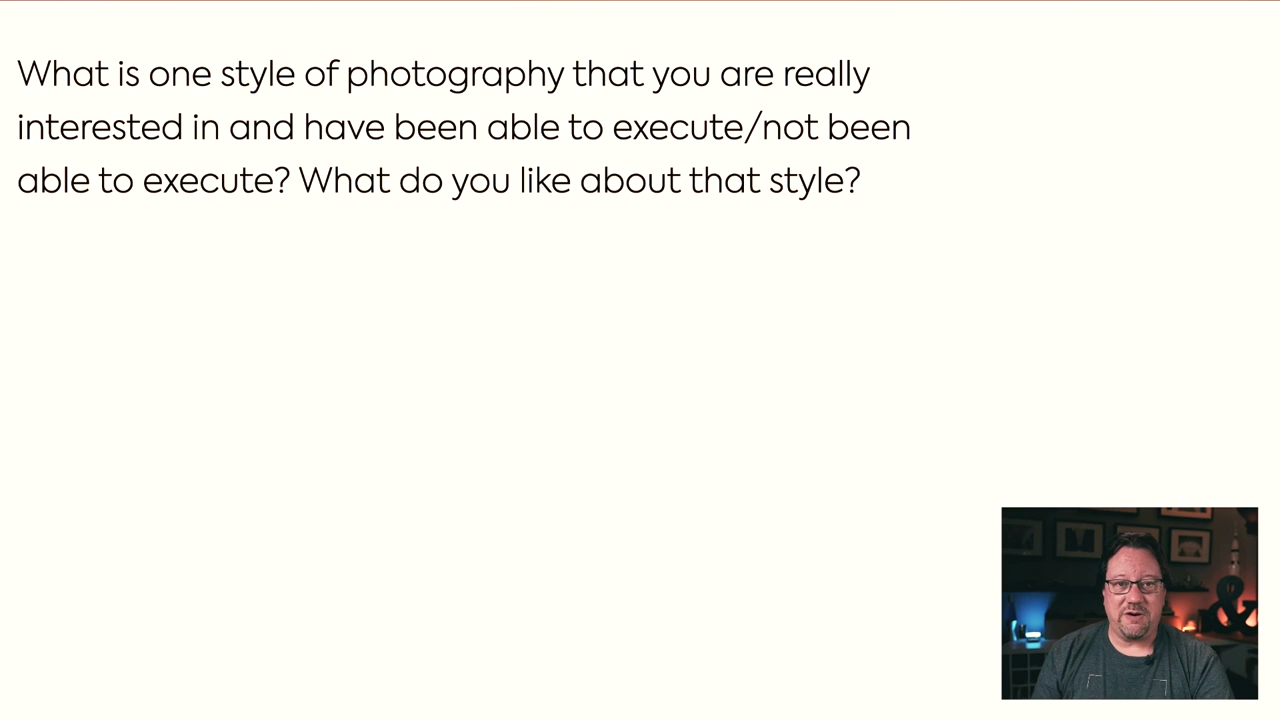 What is one style of photography that you are really
interested in and have been able to execute/not been
able to execute? What do you like about that style?
&